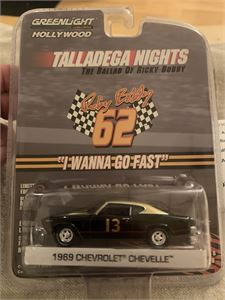 GREENLIGHT
HOLLYWOOD
TALLADEGA NIGHTS
THE BALLAD OF RICKY BOBBY
Ricky Bobby
62
"I WANNA GO FAST"
13
1969 CHEVROLET CHEVELLE